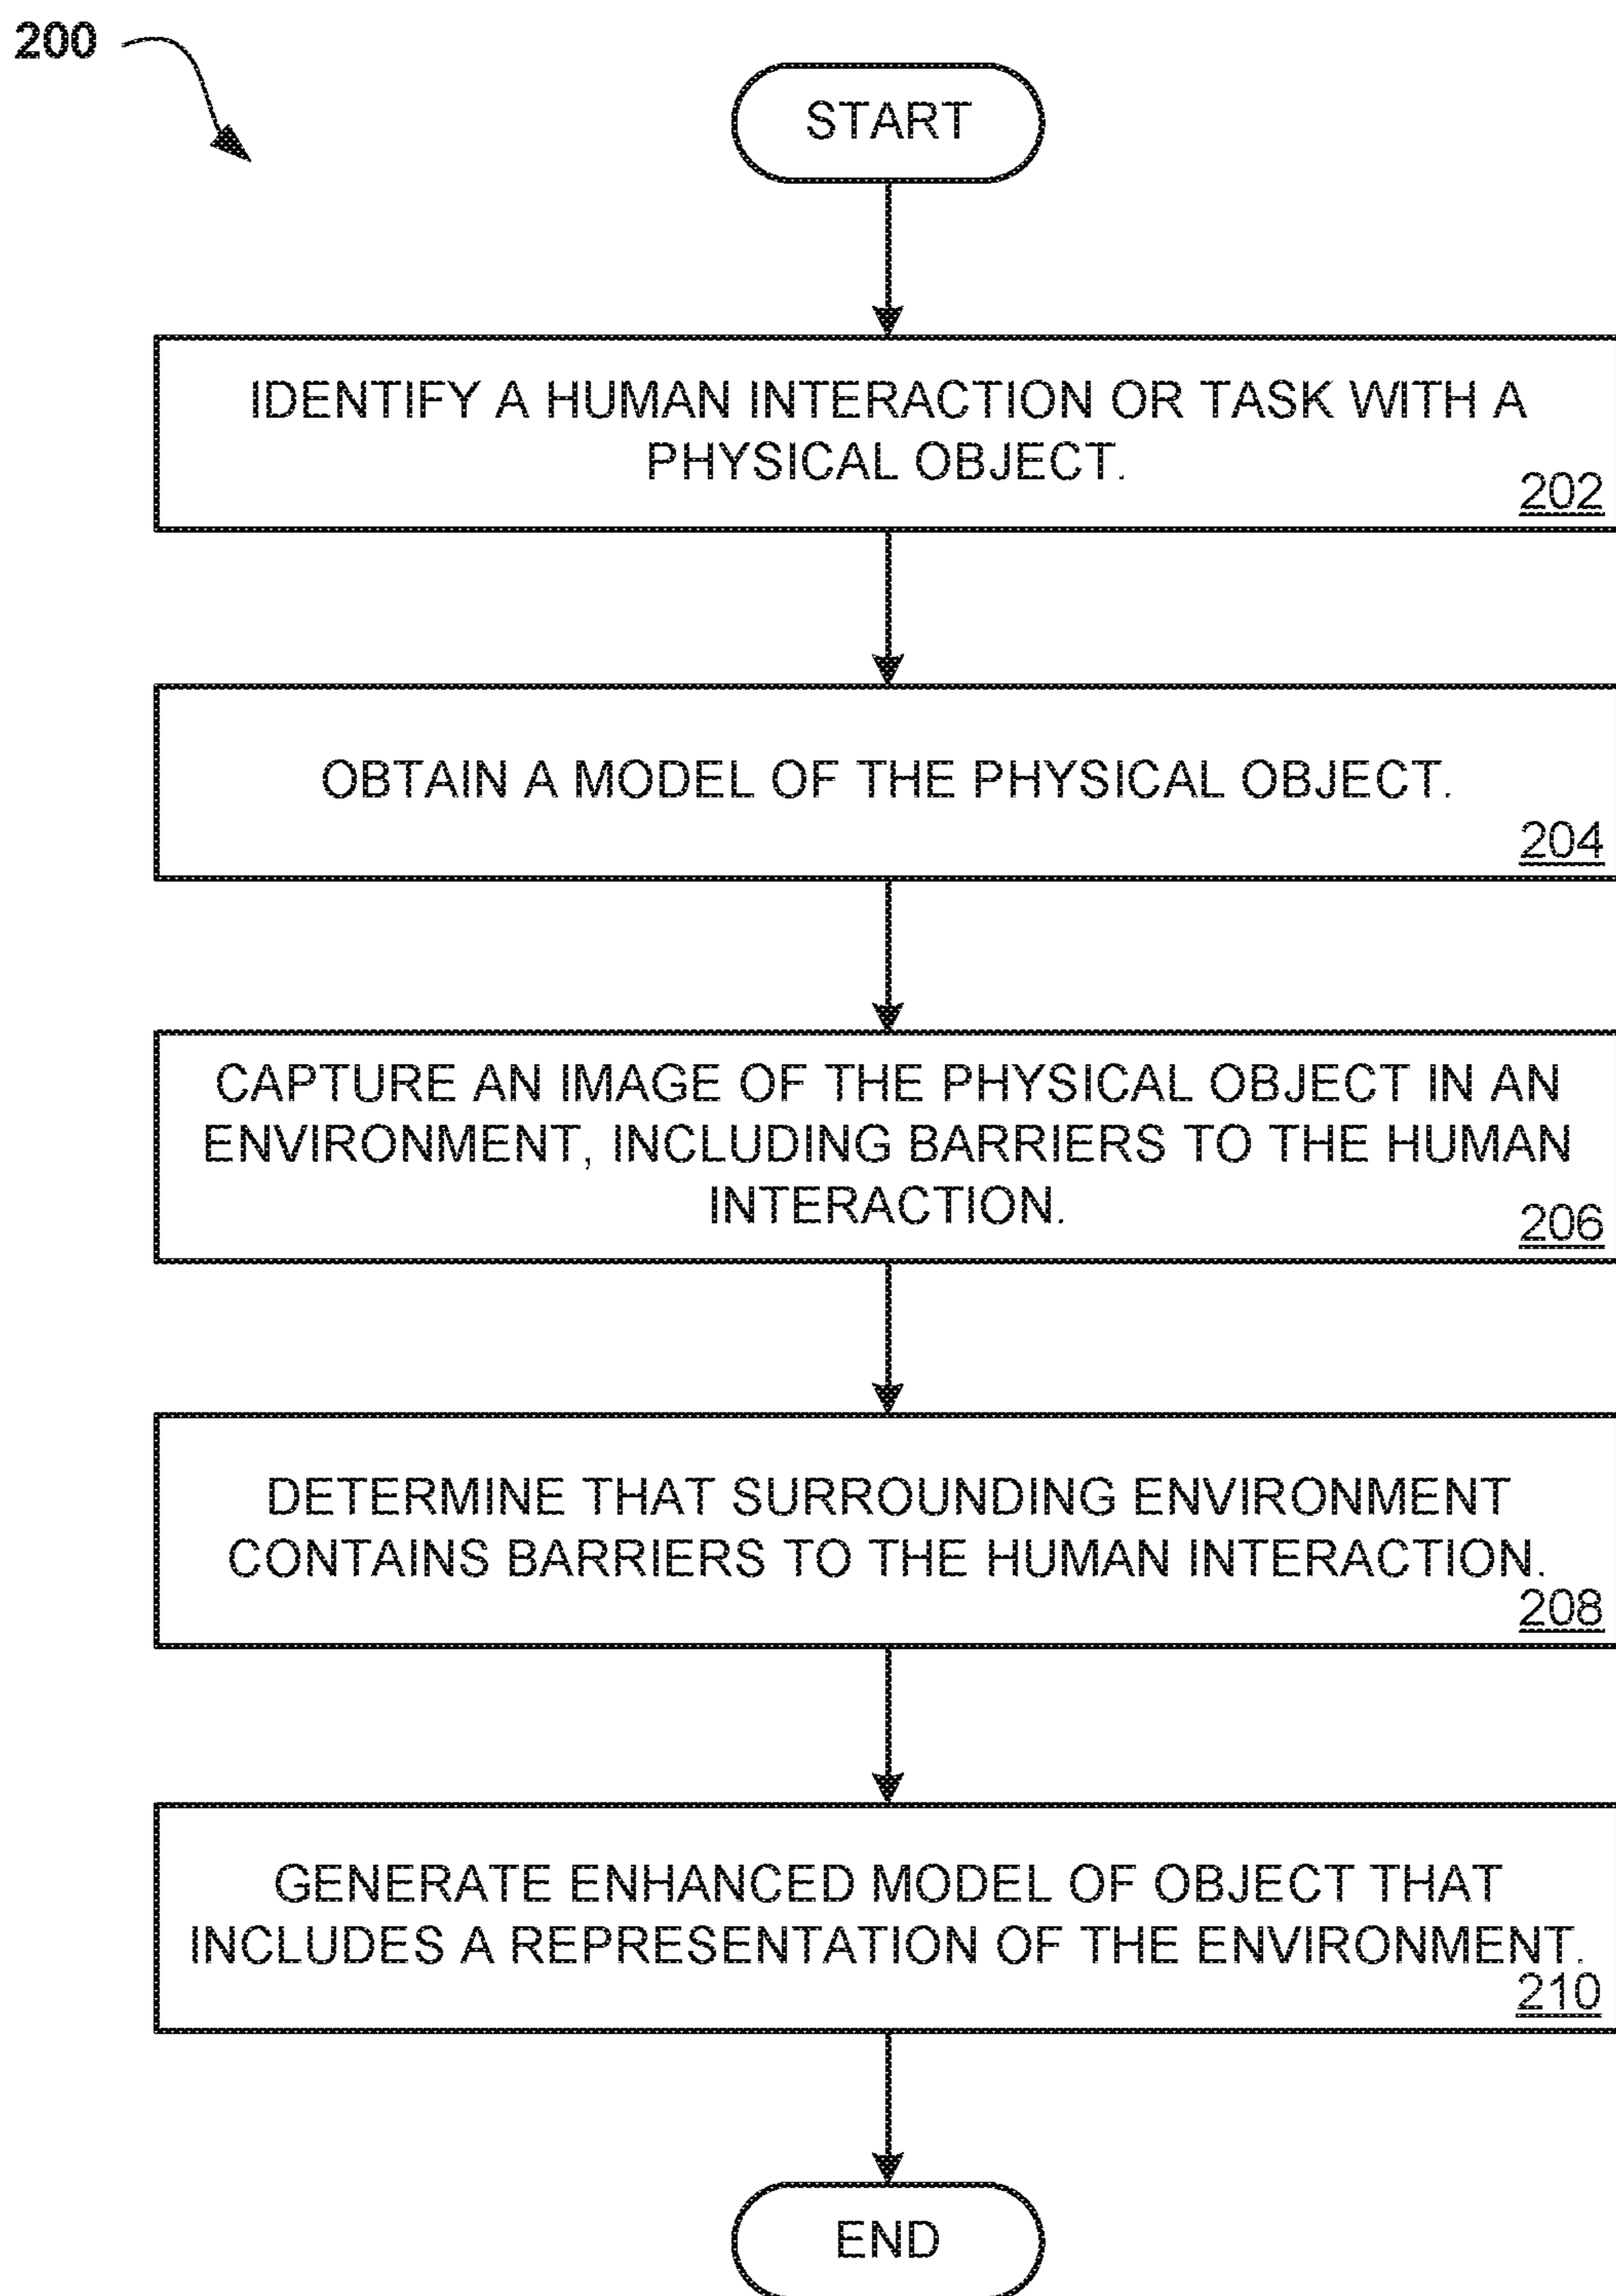 200
START
IDENTIFY A HUMAN INTERACTION OR TASK WITH A
PHYSICAL OBJECT.
202
OBTAIN A MODEL OF THE PHYSICAL OBJECT.
204
CAPTURE AN IMAGE OF THE PHYSICAL OBJECT IN AN
ENVIRONMENT, INCLUDING BARRIERS TO THE HUMAN
INTERACTION.
206
DETERMINE THAT SURROUNDING ENVIRONMENT
CONTAINS BARRIERS TO THE HUMAN INTERACTION.
208
GENERATE ENHANCED MODEL OF OBJECT THAT
INCLUDES A REPRESENTATION OF THE ENVIRONMENT.
210
END